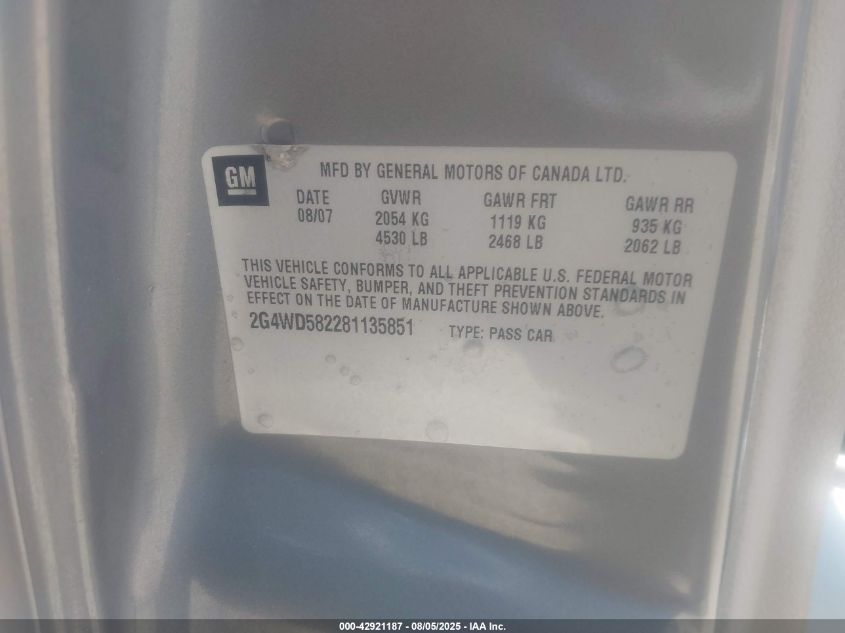 GM
MFD BY GENERAL MOTORS OF CANADA LTD.
DATE GVWR GAWR FRT GAWR RR
08/07 2054 KG 1119 KG 935 KG
4530 LB 2468 LB 2062 LB
THIS VEHICLE CONFORMS TO ALL APPLICABLE U.S. FEDERAL MOTOR
VEHICLE SAFETY, BUMPER, AND THEFT PREVENTION STANDARDS IN
EFFECT ON THE DATE OF MANUFACTURE SHOWN ABOVE.
2G4WD582281135851 TYPE: PASS CAR
000-42921187 - 08/05/2025 - IAA Inc.